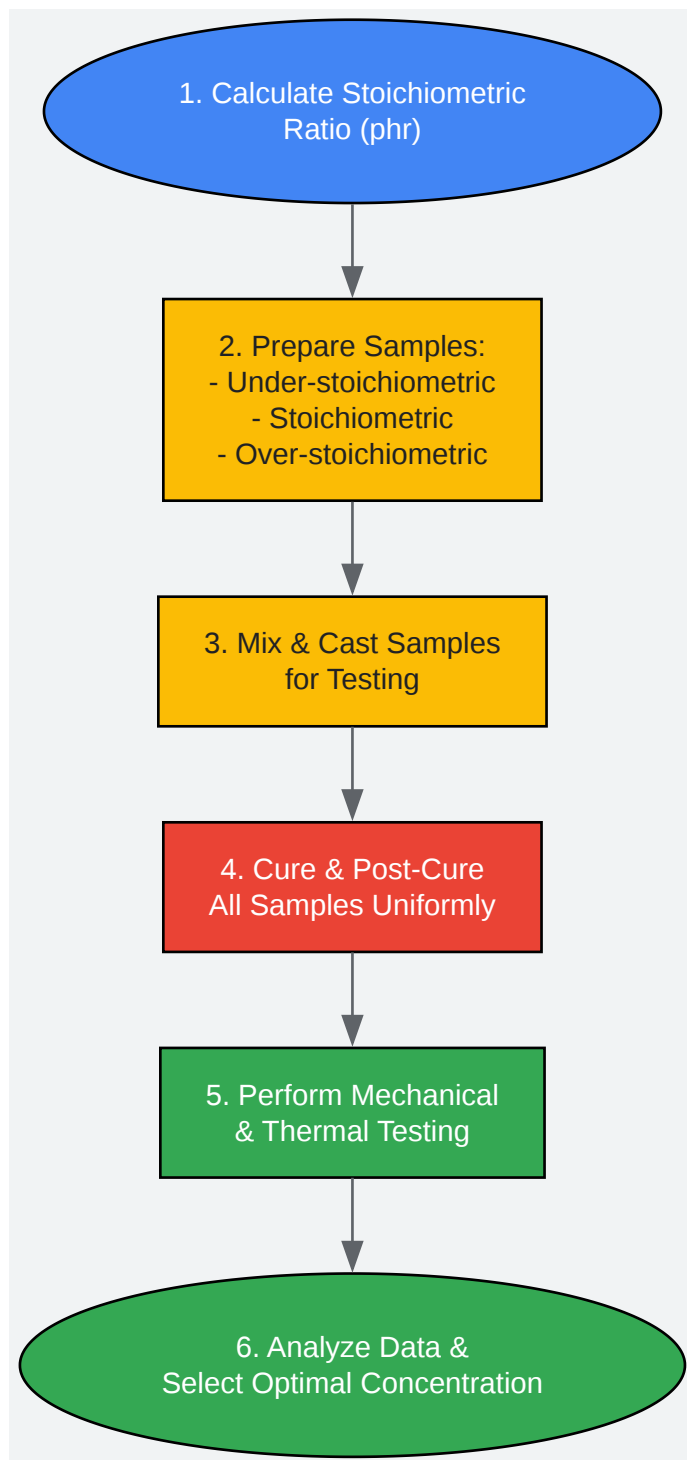 1. Calculate Stoichiometric
Ratio (phr)
2. Prepare Samples:
- Under-stoichiometric
- Stoichiometric
- Over-stoichiometric
3. Mix & Cast Samples
for Testing
4. Cure & Post-Cure
All Samples Uniformly
5. Perform Mechanical
& Thermal Testing
6. Analyze Data &
Select Optimal Concentration